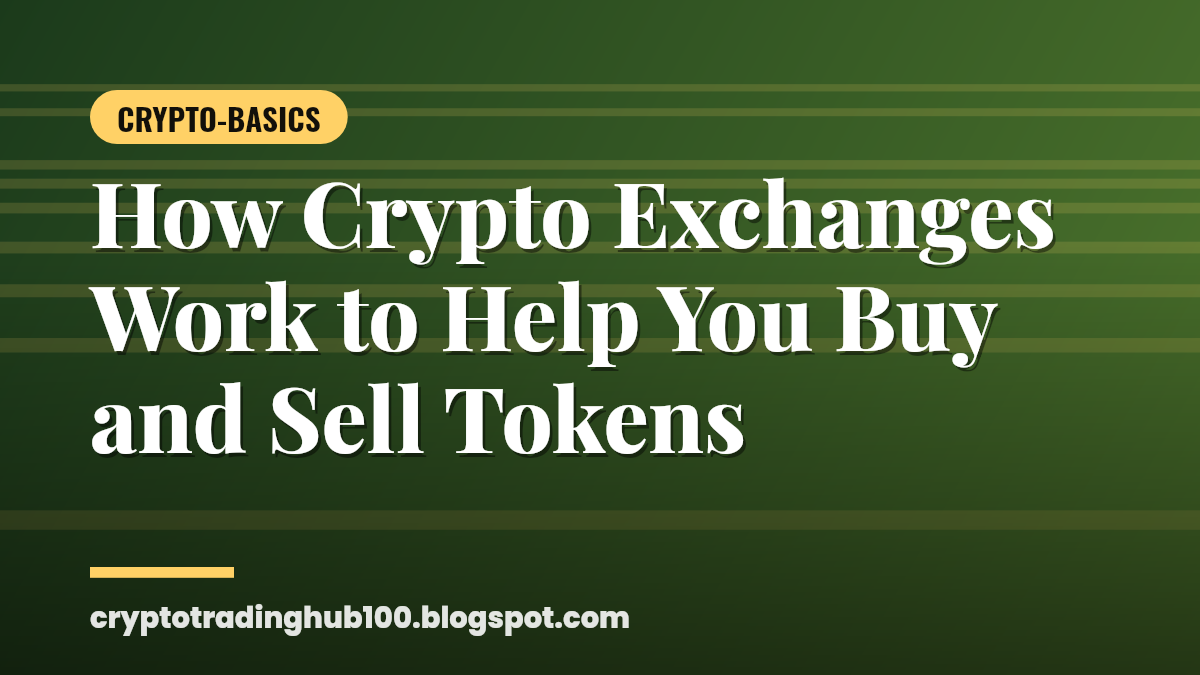 CRYPTO-BASICS
How Crypto Exchanges
Work to Help You Buy
and Sell Tokens
cryptotradinghub100.blogspot.com